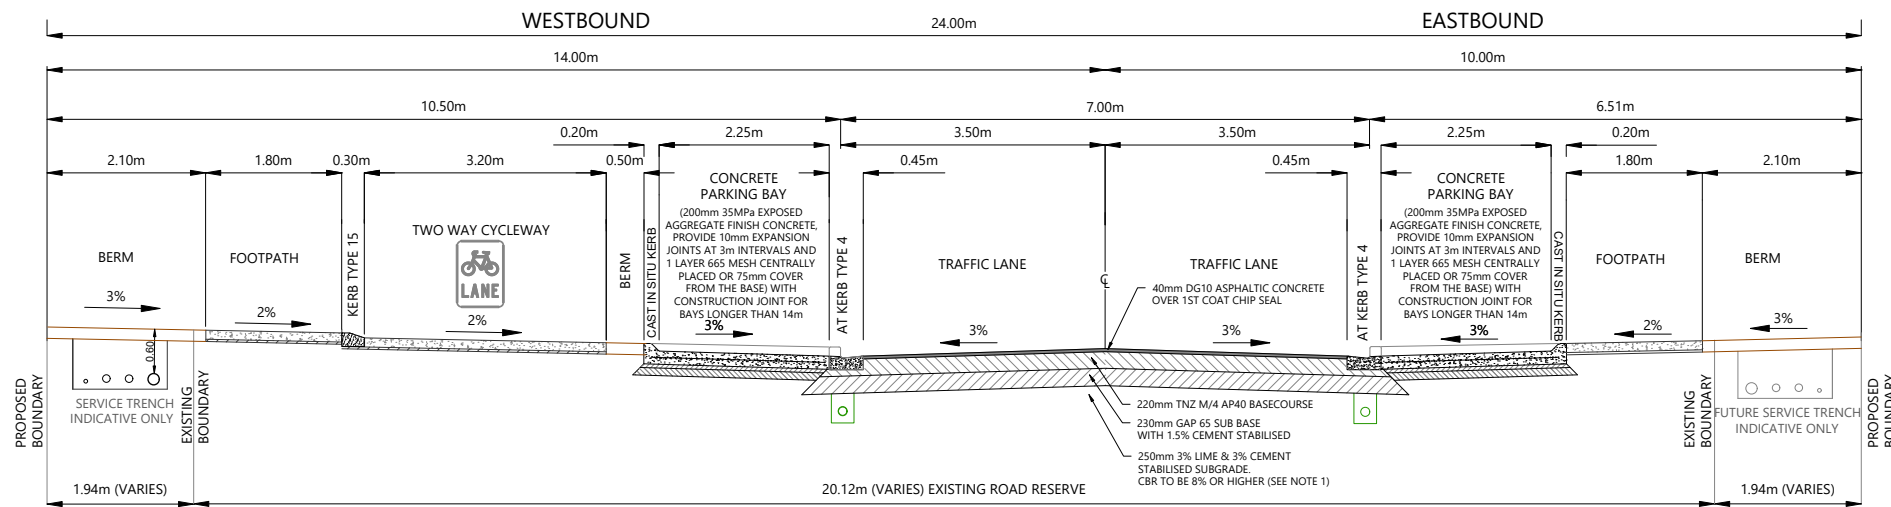 WESTBOUND
EASTBOUND
24.00m
14.00m
10.00m
10.50m
7.00m
6.51m
0.20m
2.25m
3.50m
3.50m
2.25m
0.20m
2.10m
1.80m
0.30m
3.20m
0.50m
0.45m
0.45m
1.80m
2.10m
BERM
FOOTPATH
KERB TYPE 15
TWO WAY CYCLEWAY
LANE
BERM
CAST IN SITU KERB
CONCRETE
PARKING BAY
(200mm 35MPa EXPOSED
AGGREGATE FINISH CONCRETE,
PROVIDE 10mm EXPANSION
JOINTS AT 3m INTERVALS AND
1 LAYER 665 MESH CENTRALLY
PLACED OR 75mm COVER
FROM THE BASE) WITH
CONSTRUCTION JOINT FOR
BAYS LONGER THAN 14m
AT KERB TYPE 4
TRAFFIC LANE
℄
TRAFFIC LANE
40mm DG10 ASPHALTIC CONCRETE
OVER 1ST COAT CHIP SEAL
AT KERB TYPE 4
CONCRETE
PARKING BAY
(200mm 35MPa EXPOSED
AGGREGATE FINISH CONCRETE,
PROVIDE 10mm EXPANSION
JOINTS AT 3m INTERVALS AND
1 LAYER 665 MESH CENTRALLY
PLACED OR 75mm COVER
FROM THE BASE) WITH
CONSTRUCTION JOINT FOR
BAYS LONGER THAN 14m
CAST IN SITU KERB
FOOTPATH
BERM
3%
2%
2%
3%
3%
3%
3%
2%
3%
0.60
SERVICE TRENCH
INDICATIVE ONLY
PROPOSED
BOUNDARY
EXISTING
BOUNDARY
220mm TNZ M/4 AP40 BASECOURSE
230mm GAP 65 SUB BASE
WITH 1.5% CEMENT STABILISED
250mm 3% LIME & 3% CEMENT
STABILISED SUBGRADE.
CBR TO BE 8% OR HIGHER (SEE NOTE 1)
EXISTING
BOUNDARY
FUTURE SERVICE TRENCH
INDICATIVE ONLY
PROPOSED
BOUNDARY
1.94m (VARIES)
20.12m (VARIES) EXISTING ROAD RESERVE
1.94m (VARIES)